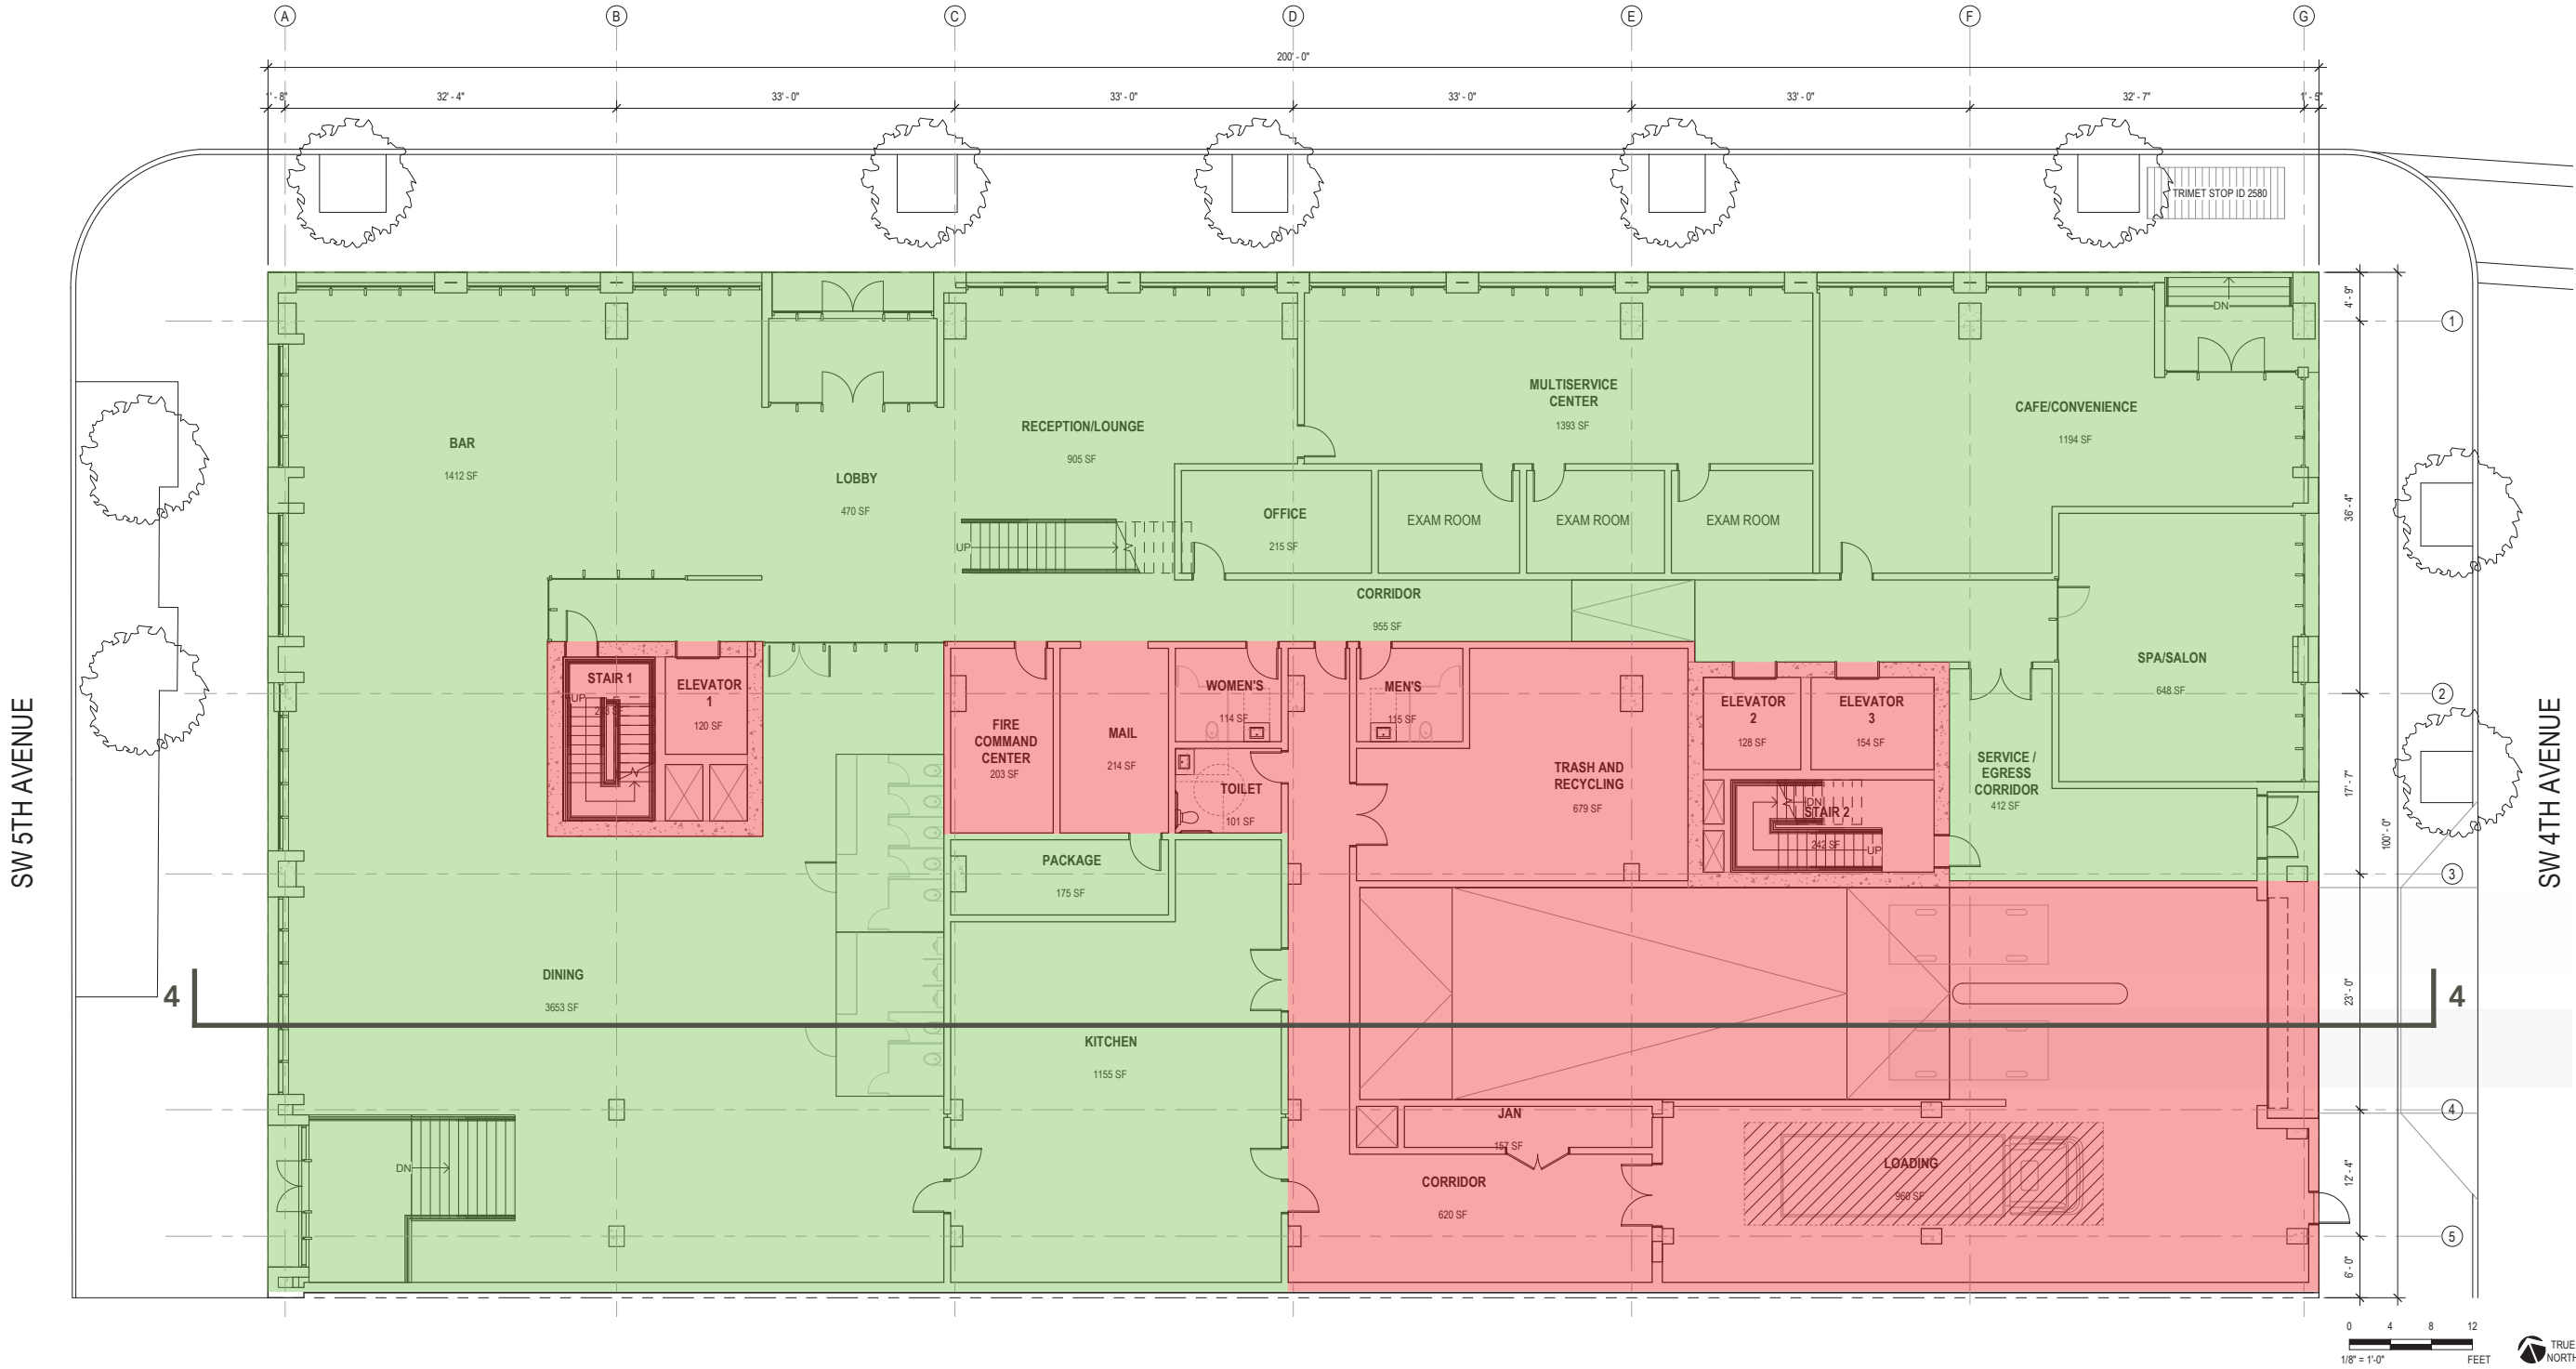 A B C D E F G
200' - 0"
1' - 8" 32' - 4" 33' - 0" 33' - 0" 33' - 0" 33' - 0" 32' - 7" 1' - 5"
TRIMET STOP ID 2580
4' - 9"
DN
1
MULTISERVICE
CENTER
1393 SF
CAFE/CONVENIENCE
1194 SF
RECEPTION/LOUNGE
905 SF
BAR
1412 SF
LOBBY
470 SF
OFFICE
215 SF
EXAM ROOM
EXAM ROOM
EXAM ROOM
36' - 4"
UP
CORRIDOR
955 SF
SPA/SALON
648 SF
STAIR 1
UP
ELEVATOR
1
120 SF
FIRE
COMMAND
CENTER
203 SF
MAIL
214 SF
WOMEN'S
114 SF
MEN'S
115 SF
TOILET
101 SF
TRASH AND
RECYCLING
679 SF
ELEVATOR
2
128 SF
ELEVATOR
3
154 SF
2
SERVICE /
EGRESS
CORRIDOR
412 SF
DN
STAIR 2
242 SF
UP
17' - 7"
100' - 0"
SW 5TH AVENUE
SW 4TH AVENUE
PACKAGE
175 SF
3
DINING
3653 SF
4
4
23' - 0"
KITCHEN
1155 SF
JAN
157 SF
4
DN
CORRIDOR
620 SF
LOADING
960 SF
12' - 4"
5
6' - 0"
0 4 8 12
1/8" = 1'-0" FEET
TRUE
NORTH